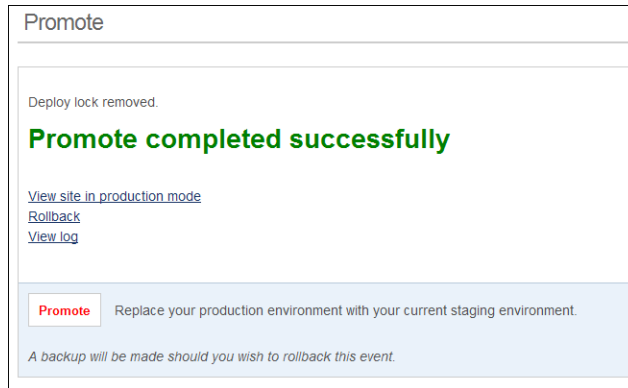 Promote
Deploy lock removed.
Promote completed successfully
View site in production mode
Rollback
View log
Promote Replace your production environment with your current staging environment.
A backup will be made should you wish to rollback this event.